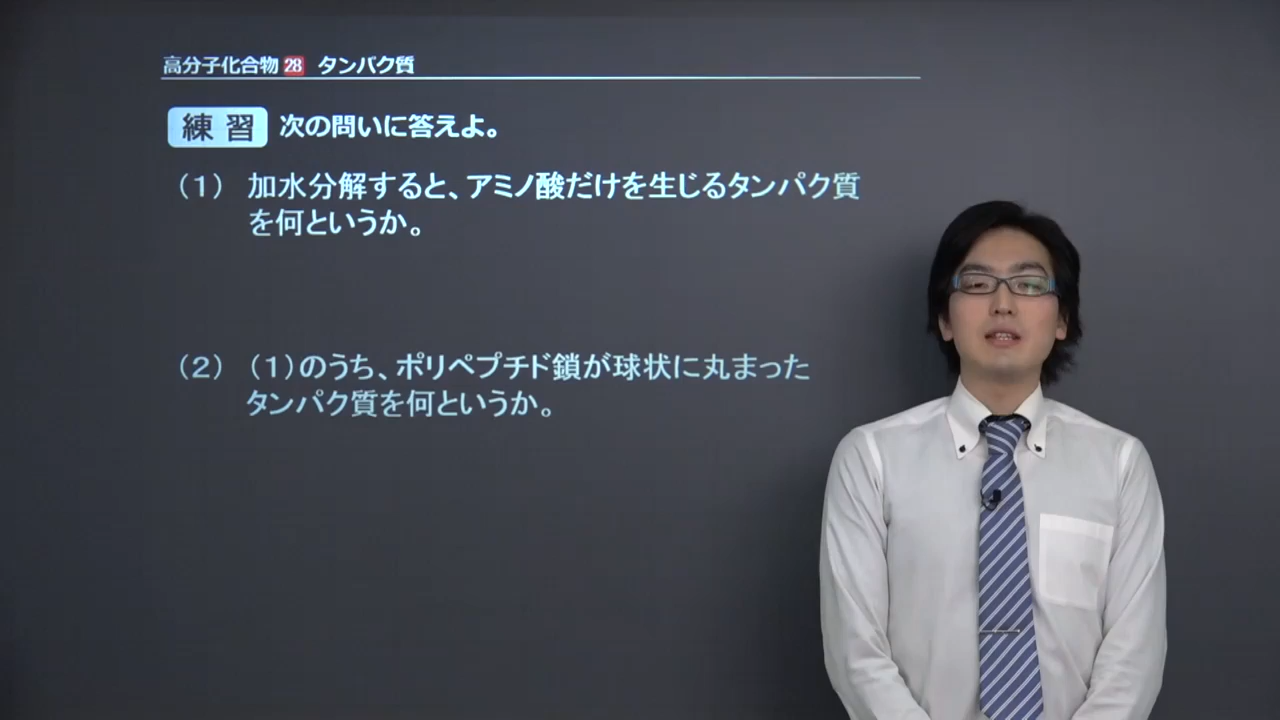 高分子化合物 28 タンパク質
練習 次の問いに答えよ。
（1） 加水分解すると、アミノ酸だけを生じるタンパク質
を何というか。
（2） （1）のうち、ポリペプチド鎖が球状に丸まった
タンパク質を何というか。